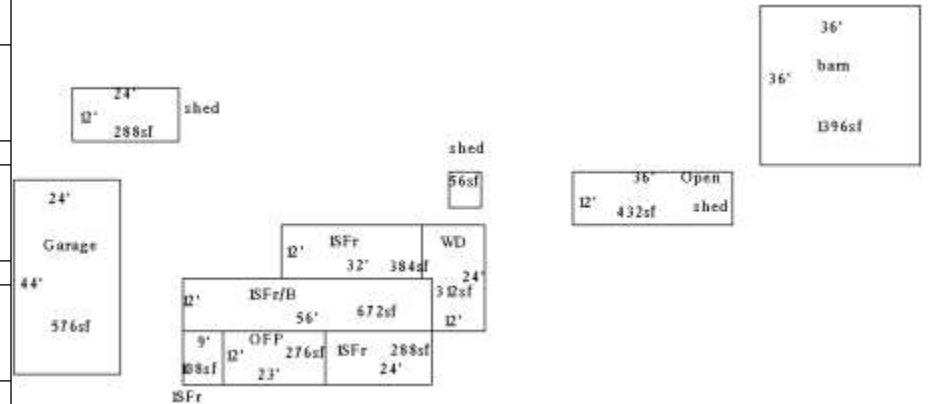 36'
barn
36'
1396sf
24'
12'
288sf
shed
shed
56sf
36'
Open
12'
432sf
shed
24'
Garage
44'
576sf
1SFr
12'
32'
384sf
WD
24'
312sf
12'
12'
1SFr/B
56'
672sf
9'
108sf
1SFr
OFP
12'
276sf
23'
1SFr
288sf
24'